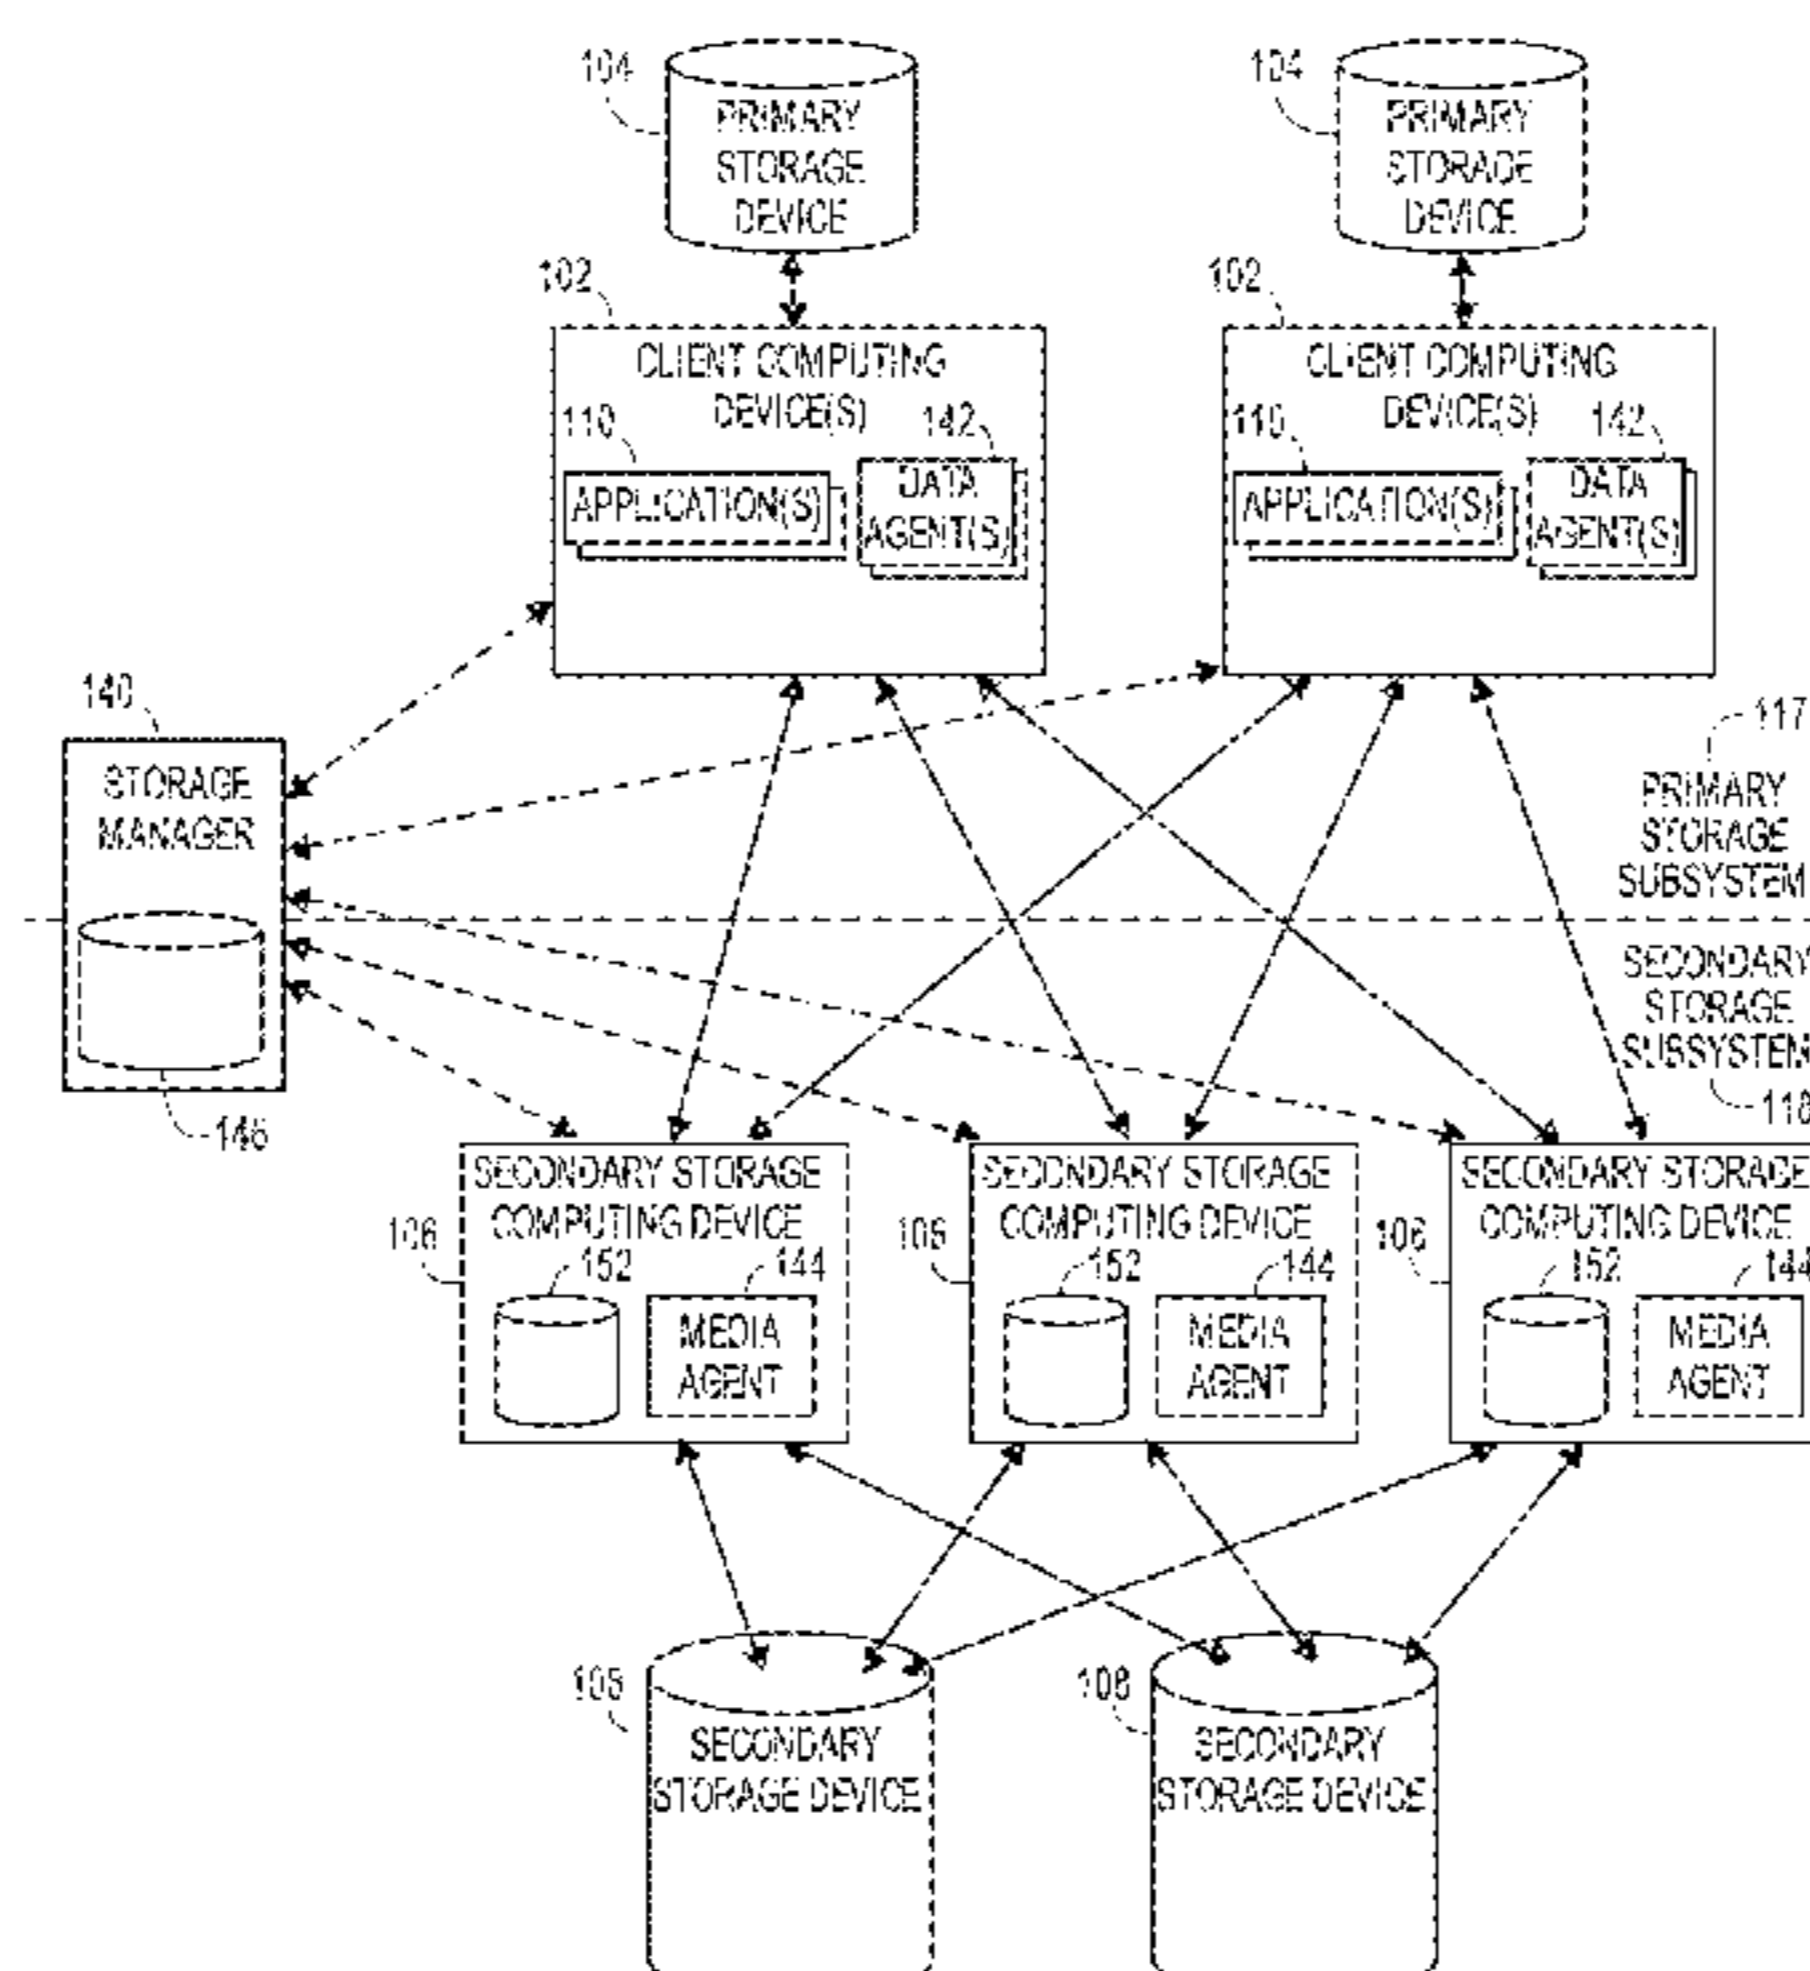 104
PRIMARY
STORAGE
DEVICE
104
PRIMARY
STORAGE
DEVICE
102
CLIENT COMPUTING
DEVICE(S)
110
142
APPLICATION(S)
DATA
AGENT(S)
102
CLIENT COMPUTING
DEVICE(S)
110
142
APPLICATION(S)
DATA
AGENT(S)
140
STORAGE
MANAGER
146
117
PRIMARY
STORAGE
SUBSYSTEM
SECONDARY
STORAGE
SUBSYSTEM
118
SECONDARY STORAGE
COMPUTING DEVICE
106
152
144
MEDIA
AGENT
SECONDARY STORAGE
COMPUTING DEVICE
106
152
144
MEDIA
AGENT
SECONDARY STORAGE
COMPUTING DEVICE
106
152
144
MEDIA
AGENT
108
SECONDARY
STORAGE DEVICE
108
SECONDARY
STORAGE DEVICE